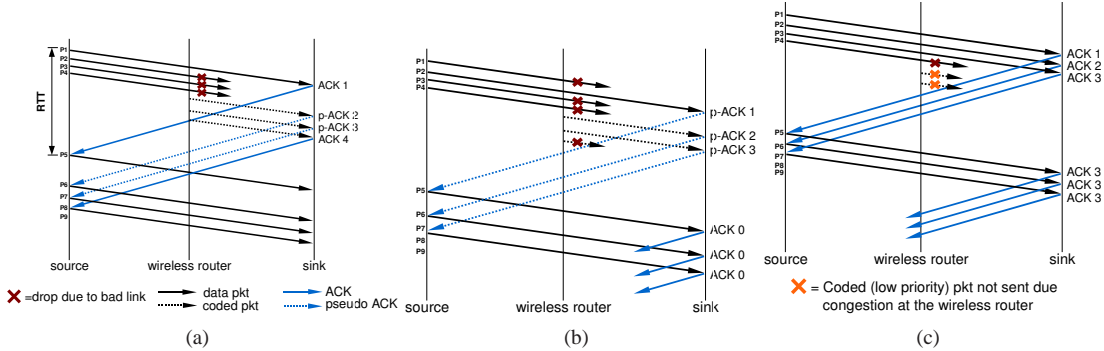 P1
P2
P3
P4
RTT
ACK 1
p-ACK 2
p-ACK 3
ACK 4
P5
P6
P7
P8
P9
source
wireless router
sink
=drop due to bad link
data pkt
coded pkt
ACK
pseudo ACK
(a)
P1
P2
P3
P4
p-ACK 1
p-ACK 2
p-ACK 3
P5
P6
P7
P8
P9
ACK 0
ACK 0
ACK 0
source
wireless router
sink
(b)
P1
P2
P3
P4
ACK 1
ACK 2
ACK 3
P5
P6
P7
P8
P9
ACK 3
ACK 3
ACK 3
source
wireless router
sink
= Coded (low priority) pkt not sent due
congestion at the wireless router
(c)